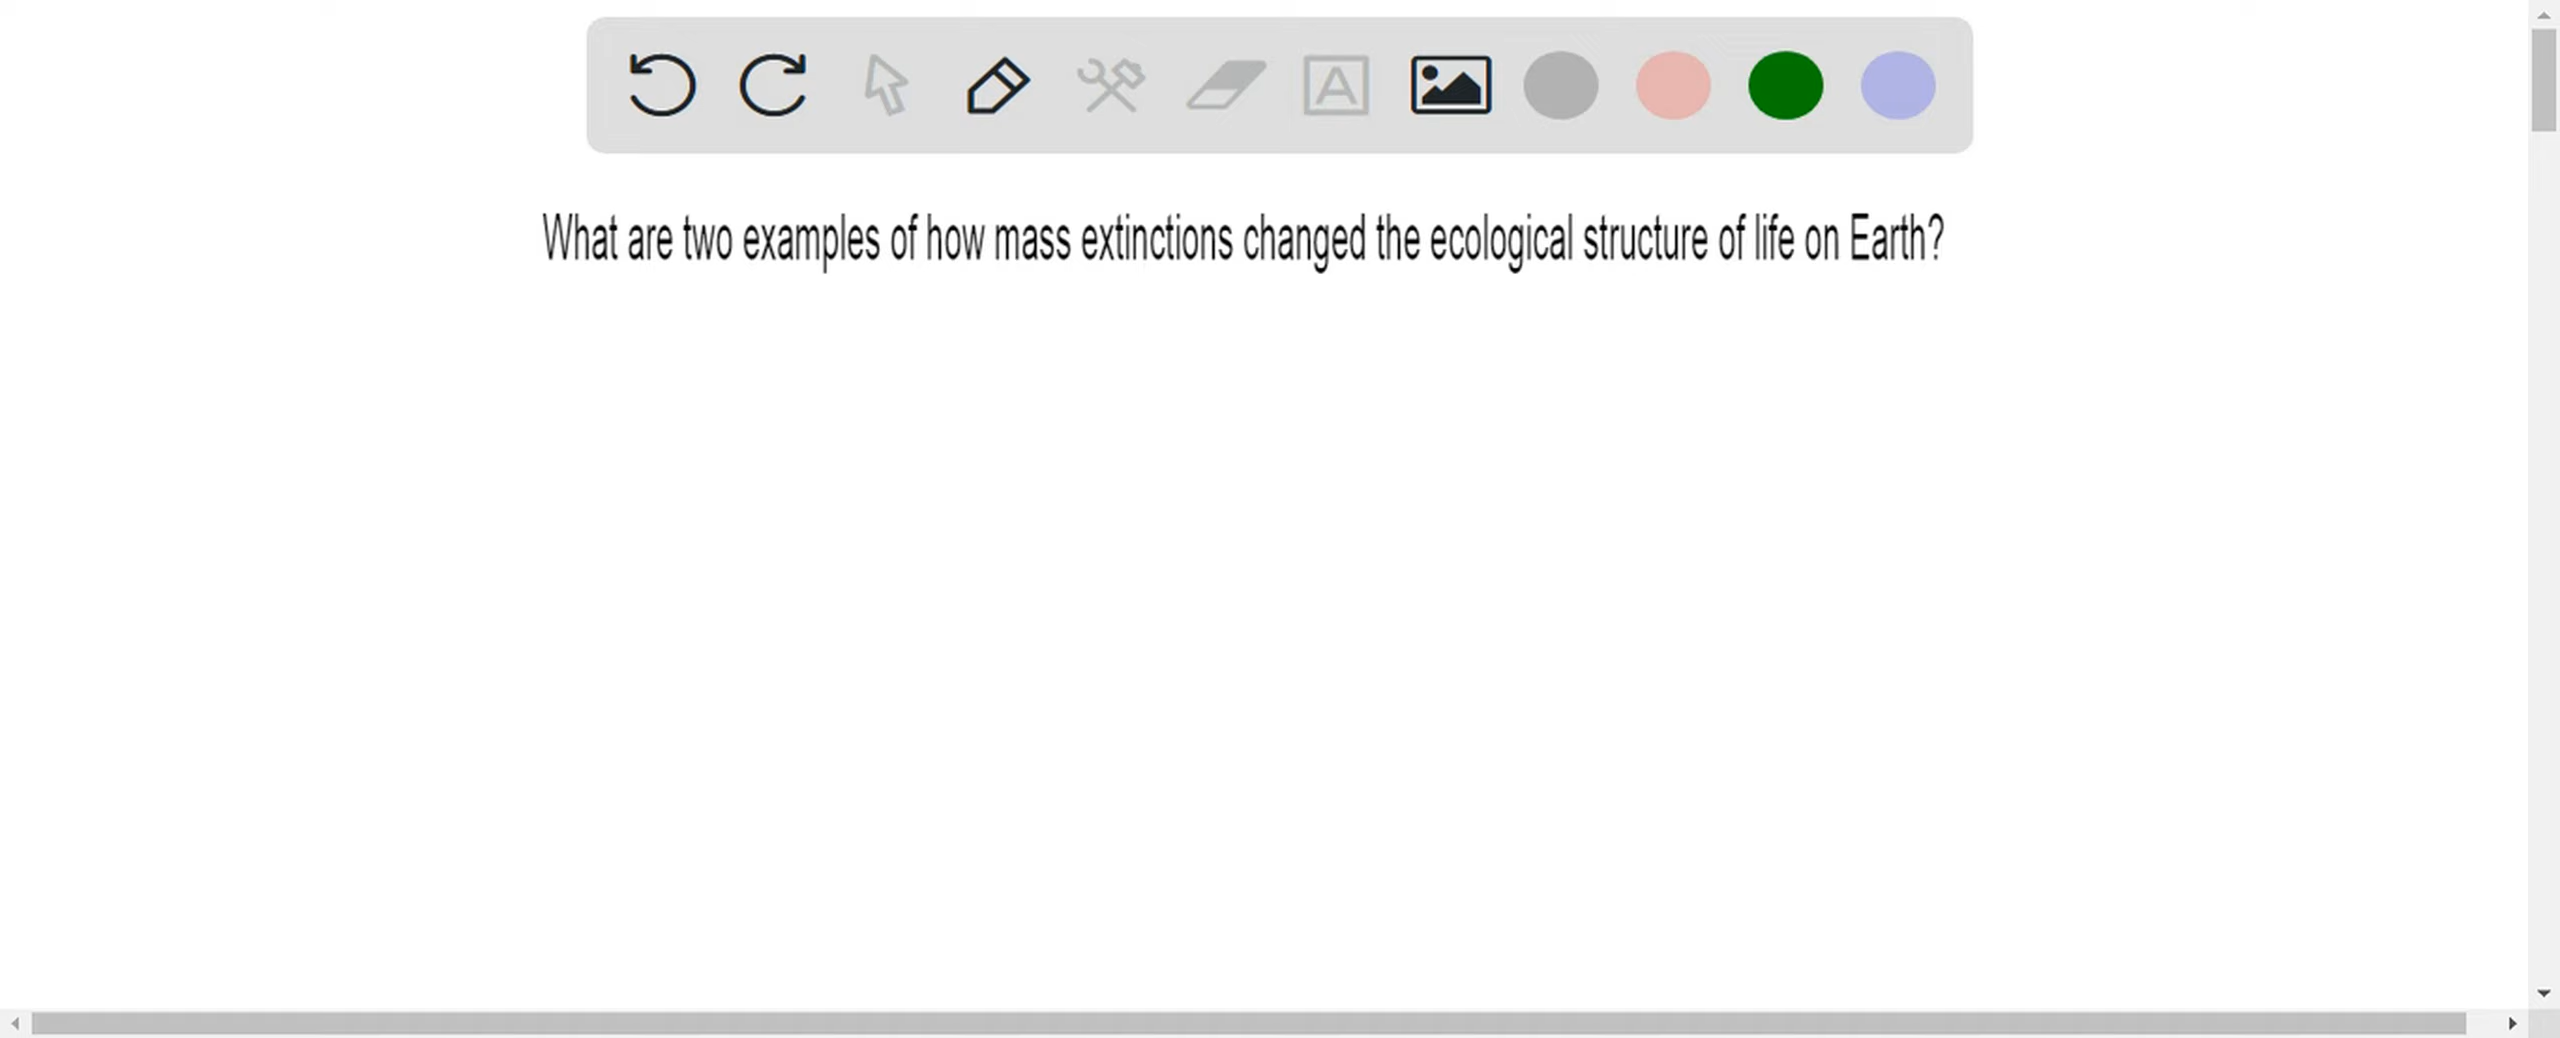 A
What are two examples of how mass extinctions changed the ecological structure of life on Earth?